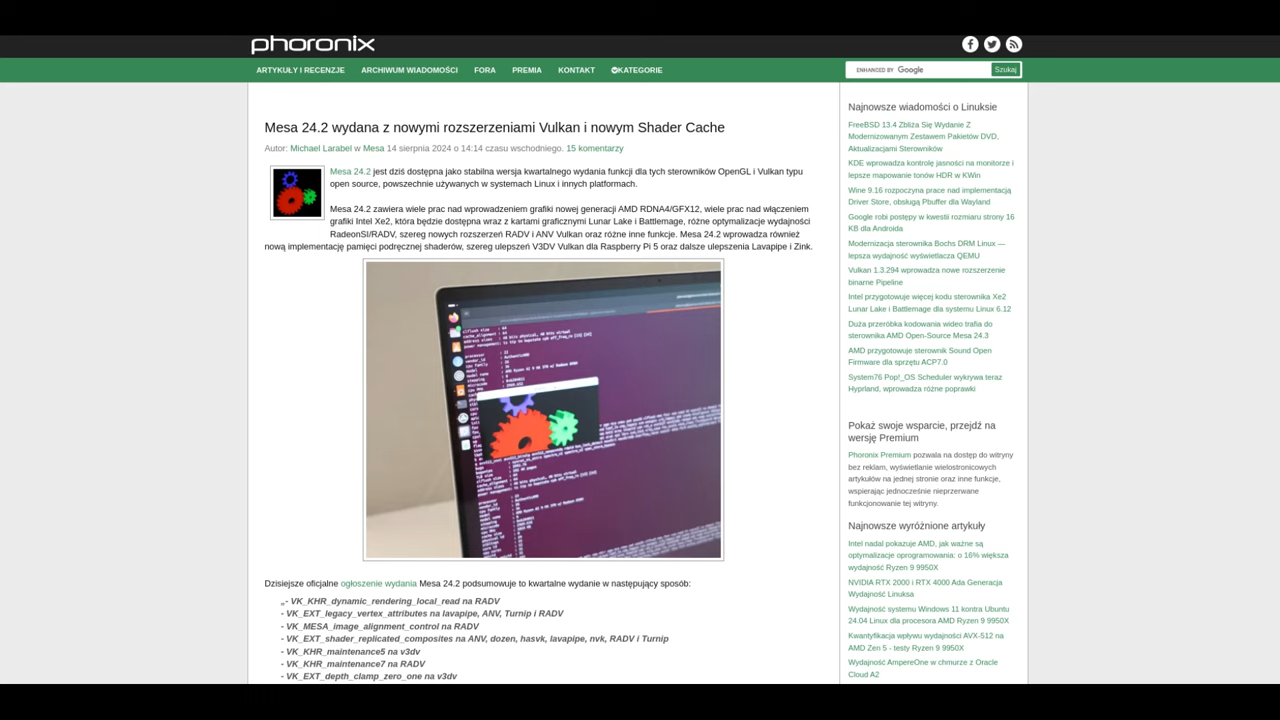 phoronix
ARTYKUŁY I RECENZJE ARCHIWUM WIADOMOŚCI FORA PREMIA KONTAKT KATEGORIE
ENHANCED BY Google Szukaj
Mesa 24.2 wydana z nowymi rozszerzeniami Vulkan i nowym Shader Cache
Autor: Michael Larabel w Mesa 14 sierpnia 2024 o 14:14 czasu wschodniego. 15 komentarzy
Mesa 24.2 jest dziś dostępna jako stabilna wersja kwartalnego wydania funkcji dla tych sterowników OpenGL i Vulkan typu
open source, powszechnie używanych w systemach Linux i innych platformach.
Mesa 24.2 zawiera wiele prac nad wprowadzeniem grafiki nowej generacji AMD RDNA4/GFX12, wiele prac nad włączeniem
grafiki Intel Xe2, która będzie dostępna wraz z kartami graficznymi Lunar Lake i Battlemage, różne optymalizacje wydajności
RadeonSI/RADV, szereg nowych rozszerzeń RADV i ANV Vulkan oraz różne inne funkcje. Mesa 24.2 wprowadza również
nową implementację pamięci podręcznej shaderów, szereg ulepszeń V3DV Vulkan dla Raspberry Pi 5 oraz dalsze ulepszenia Lavapipe i Zink.
Dzisiejsze oficjalne ogłoszenie wydania Mesa 24.2 podsumowuje to kwartalne wydanie w następujący sposób:
„- VK_KHR_dynamic_rendering_local_read na RADV
- VK_EXT_legacy_vertex_attributes na lavapipe, ANV, Turnip i RADV
- VK_MESA_image_alignment_control na RADV
- VK_EXT_shader_replicated_composites na ANV, dozen, hasvk, lavapipe, nvk, RADV i Turnip
- VK_KHR_maintenance5 na v3dv
- VK_KHR_maintenance7 na RADV
- VK_EXT_depth_clamp_zero_one na v3dv
Najnowsze wiadomości o Linuksie
FreeBSD 13.4 Zbliża Się Wydanie Z
Modernizowanym Zestawem Pakietów DVD,
Aktualizacjami Sterowników
KDE wprowadza kontrolę jasności na monitorze i
lepsze mapowanie tonów HDR w KWin
Wine 9.16 rozpoczyna prace nad implementacją
Driver Store, obsługą Pbuffer dla Wayland
Google robi postępy w kwestii rozmiaru strony 16
KB dla Androida
Modernizacja sterownika Bochs DRM Linux —
lepsza wydajność wyświetlacza QEMU
Vulkan 1.3.294 wprowadza nowe rozszerzenie
binarne Pipeline
Intel przygotowuje więcej kodu sterownika Xe2
Lunar Lake i Battlemage dla systemu Linux 6.12
Duża przeróbka kodowania wideo trafia do
sterownika AMD Open-Source Mesa 24.3
AMD przygotowuje sterownik Sound Open
Firmware dla sprzętu ACP7.0
System76 Pop!_OS Scheduler wykrywa teraz
Hyprland, wprowadza różne poprawki
Pokaż swoje wsparcie, przejdź na
wersję Premium
Phoronix Premium pozwala na dostęp do witryny
bez reklam, wyświetlanie wielostronicowych
artykułów na jednej stronie oraz inne funkcje,
wspierając jednocześnie nieprzerwane
funkcjonowanie tej witryny.
Najnowsze wyróżnione artykuły
Intel nadal pokazuje AMD, jak ważne są
optymalizacje oprogramowania: o 16% większa
wydajność Ryzen 9 9950X
NVIDIA RTX 2000 i RTX 4000 Ada Generacja
Wydajność Linuksa
Wydajność systemu Windows 11 kontra Ubuntu
24.04 Linux dla procesora AMD Ryzen 9 9950X
Kwantyfikacja wpływu wydajności AVX-512 na
AMD Zen 5 - testy Ryzen 9 9950X
Wydajność AmpereOne w chmurze z Oracle
Cloud A2